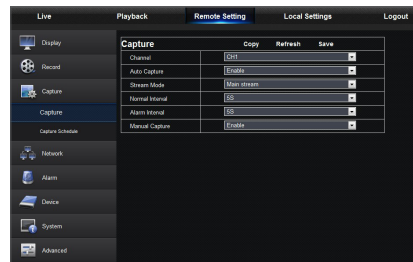 Live Playback Remote Setting Local Settings Logout
Display
Record
Capture
Capture
Capture Schedule
Network
Alarm
Device
System
Advanced
Capture Copy Refresh Save
Channel CH1
Auto Capture Enable
Stream Mode Main stream
Normal Interval 5S
Alarm Interval 5S
Manual Capture Enable